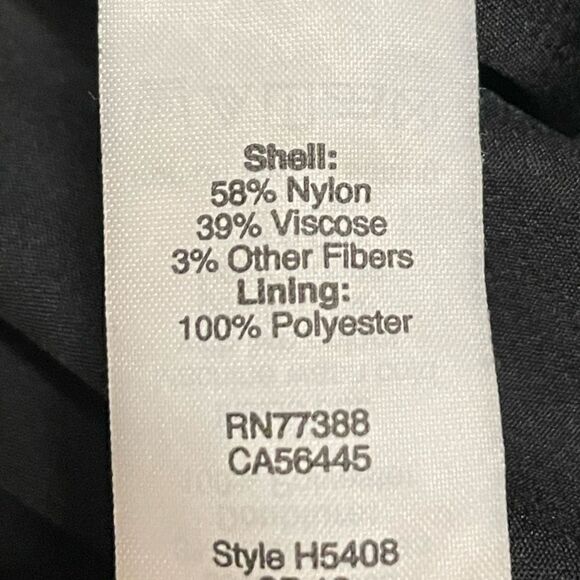 Shell:
58% Nylon
39% Viscose
3% Other Fibers
Lining:
100% Polyester
RN77388
CA56445
Style H5408